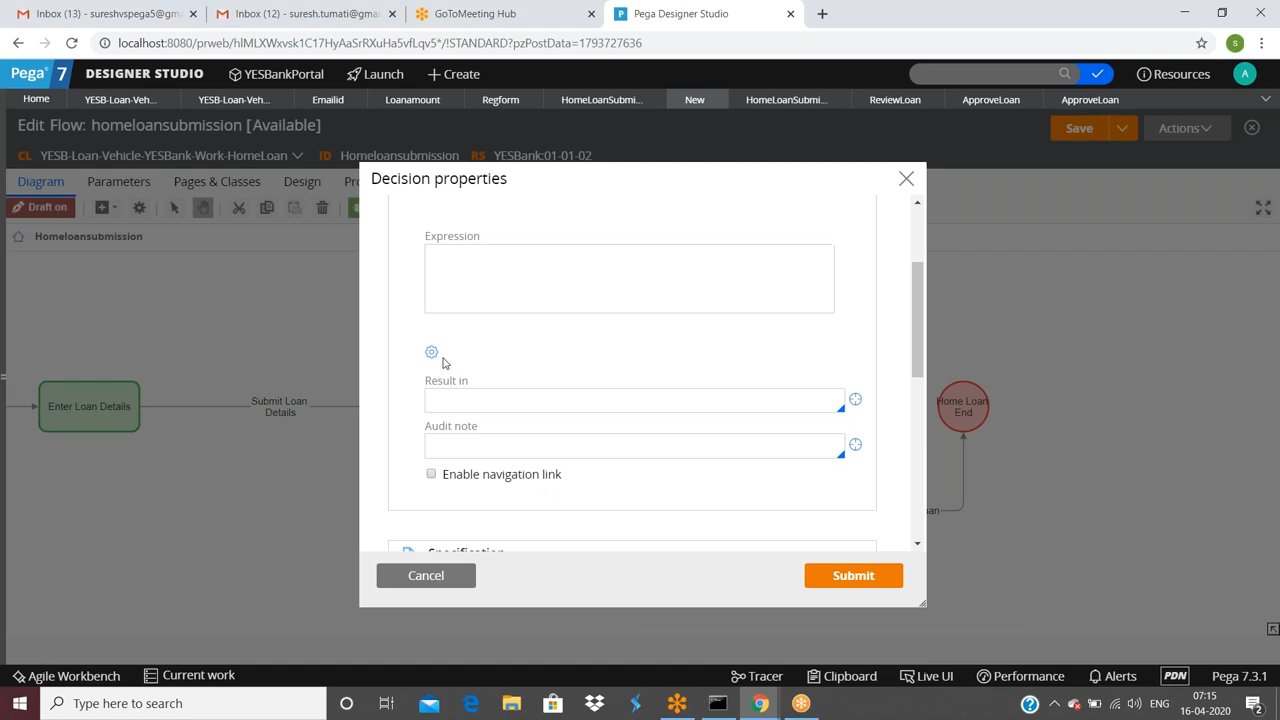 Inbox (13) - sureshvspega5@gm
Inbox (12) - suresh.tumati@gmai
GoToMeeting Hub
Pega Designer Studio
localhost:8080/prweb/hlMLXWxvsk1C17HyAaSrRXuHa5vfLqv5*/!STANDARD?pzPostData=1793727636
S
Pega 7 DESIGNER STUDIO YESBankPortal Launch Create Resources A
Home YESB-Loan-Veh... YESB-Loan-Veh... Emailid Loanamount Regform HomeLoanSubmi... New HomeLoanSubmi... ReviewLoan ApproveLoan ApproveLoan
Edit Flow: homeloansubmission [Available]
Save Actions
CL YESB-Loan-Vehicle-YESBank-Work-HomeLoan ID Homeloansubmission RS YESBank:01-01-02
Diagram Parameters Pages & Classes Design Pro
Draft on
Homeloansubmission
Decision properties
Expression
Result in
Audit note
Enable navigation link
Cancel Submit
Enter Loan Details
Submit Loan
Details
Home Loan
End
Agile Workbench Current work Tracer Clipboard Live UI Performance Alerts PDN Pega 7.3.1
Type here to search
ENG
07:15
16-04-2020
2